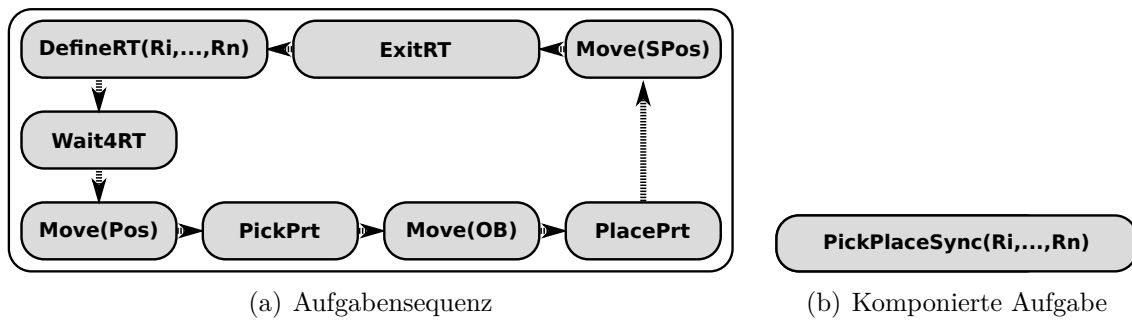 DefineRT(Ri,...,Rn)
ExitRT
Move(SPos)
Wait4RT
Move(Pos)
PickPrt
Move(OB)
PlacePrt
PickPlaceSync(Ri,...,Rn)
(a) Aufgabensequenz
(b) Komponierte Aufgabe